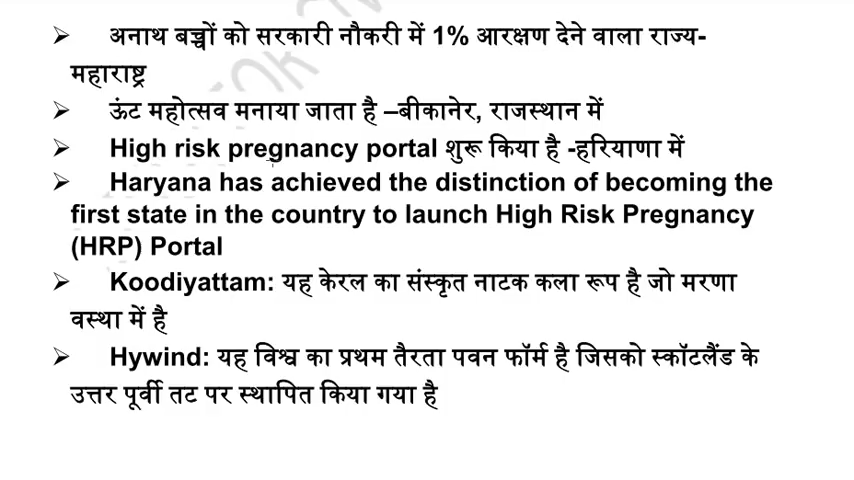 ➢ अनाथ बच्चों को सरकारी नौकरी में 1% आरक्षण देने वाला राज्य-
महाराष्ट्र
➢ ऊंट महोत्सव मनाया जाता है –बीकानेर, राजस्थान में
➢ High risk pregnancy portal शुरू किया है -हरियाणा में
➢ Haryana has achieved the distinction of becoming the
first state in the country to launch High Risk Pregnancy
(HRP) Portal
➢ Koodiyattam: यह केरल का संस्कृत नाटक कला रूप है जो मरणा
वस्था में है
➢ Hywind: यह विश्व का प्रथम तैरता पवन फॉर्म है जिसको स्कॉटलैंड के
उत्तर पूर्वी तट पर स्थापित किया गया है